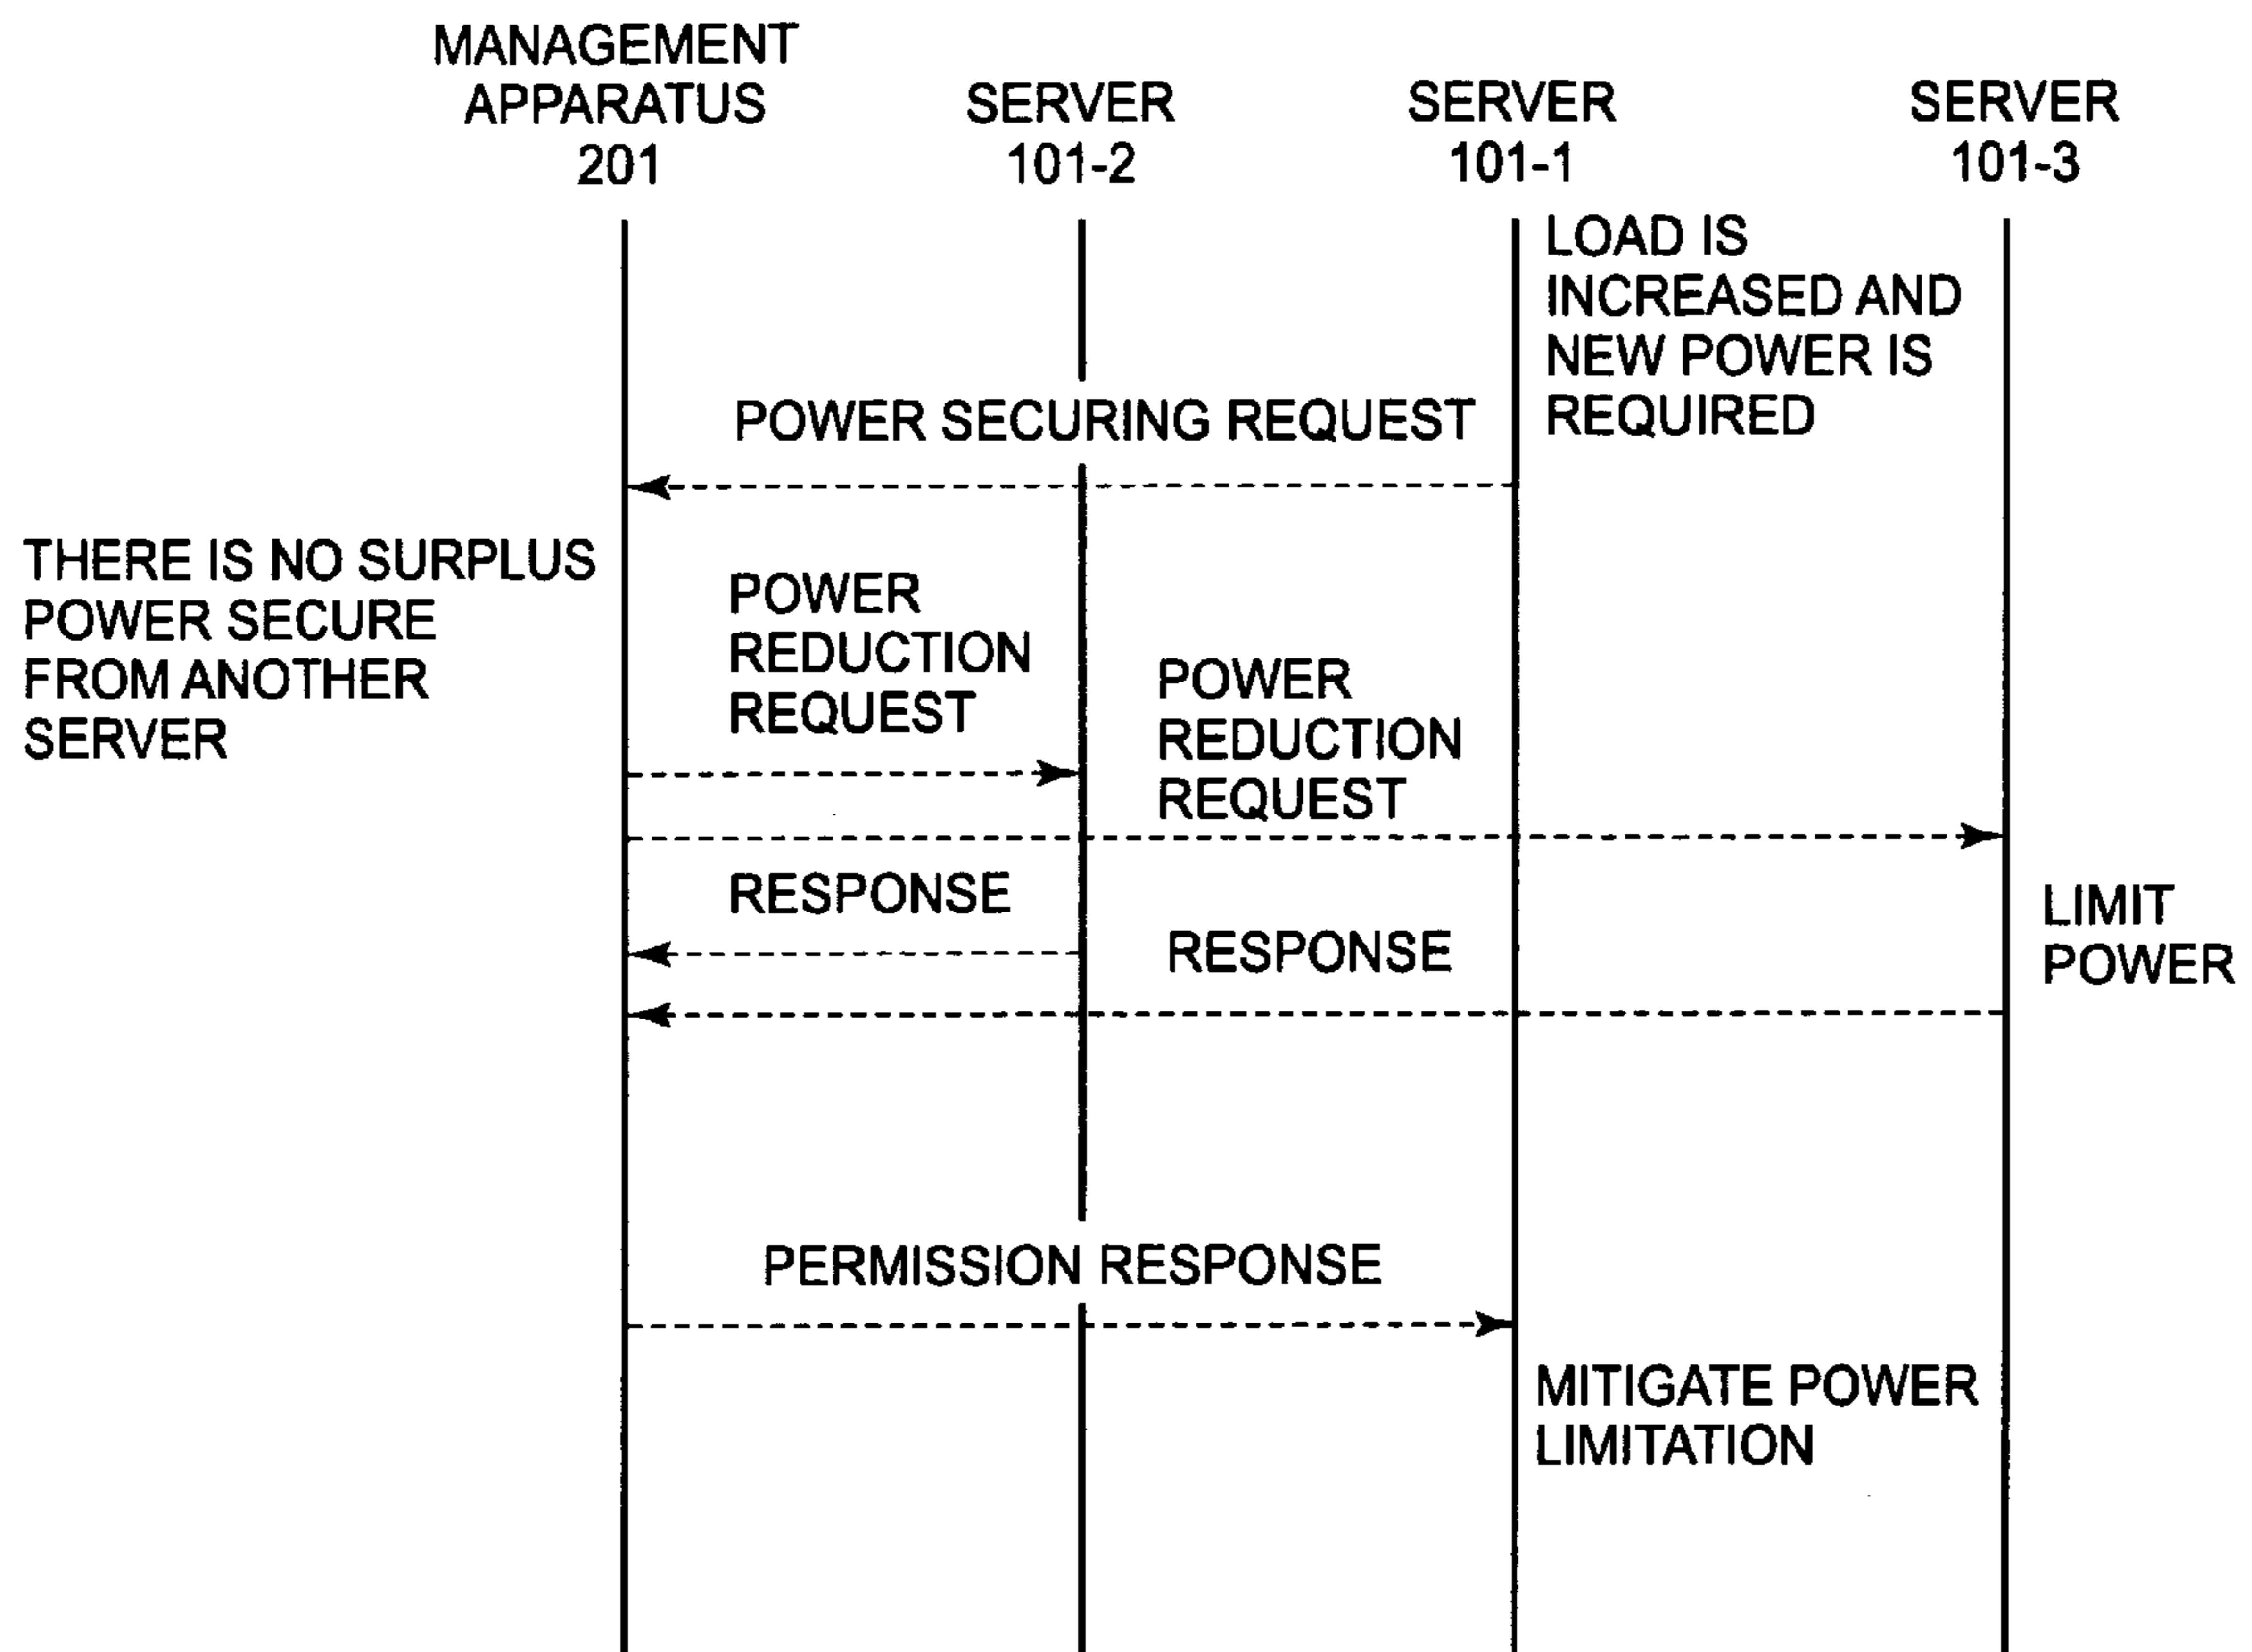 MANAGEMENT
APPARATUS
201
SERVER
101-2
SERVER
101-1
SERVER
101-3
LOAD IS
INCREASED AND
NEW POWER IS
REQUIRED
POWER SECURING REQUEST
THERE IS NO SURPLUS
POWER SECURE
FROM ANOTHER
SERVER
POWER
REDUCTION
REQUEST
POWER
REDUCTION
REQUEST
RESPONSE
RESPONSE
LIMIT
POWER
PERMISSION RESPONSE
MITIGATE POWER
LIMITATION